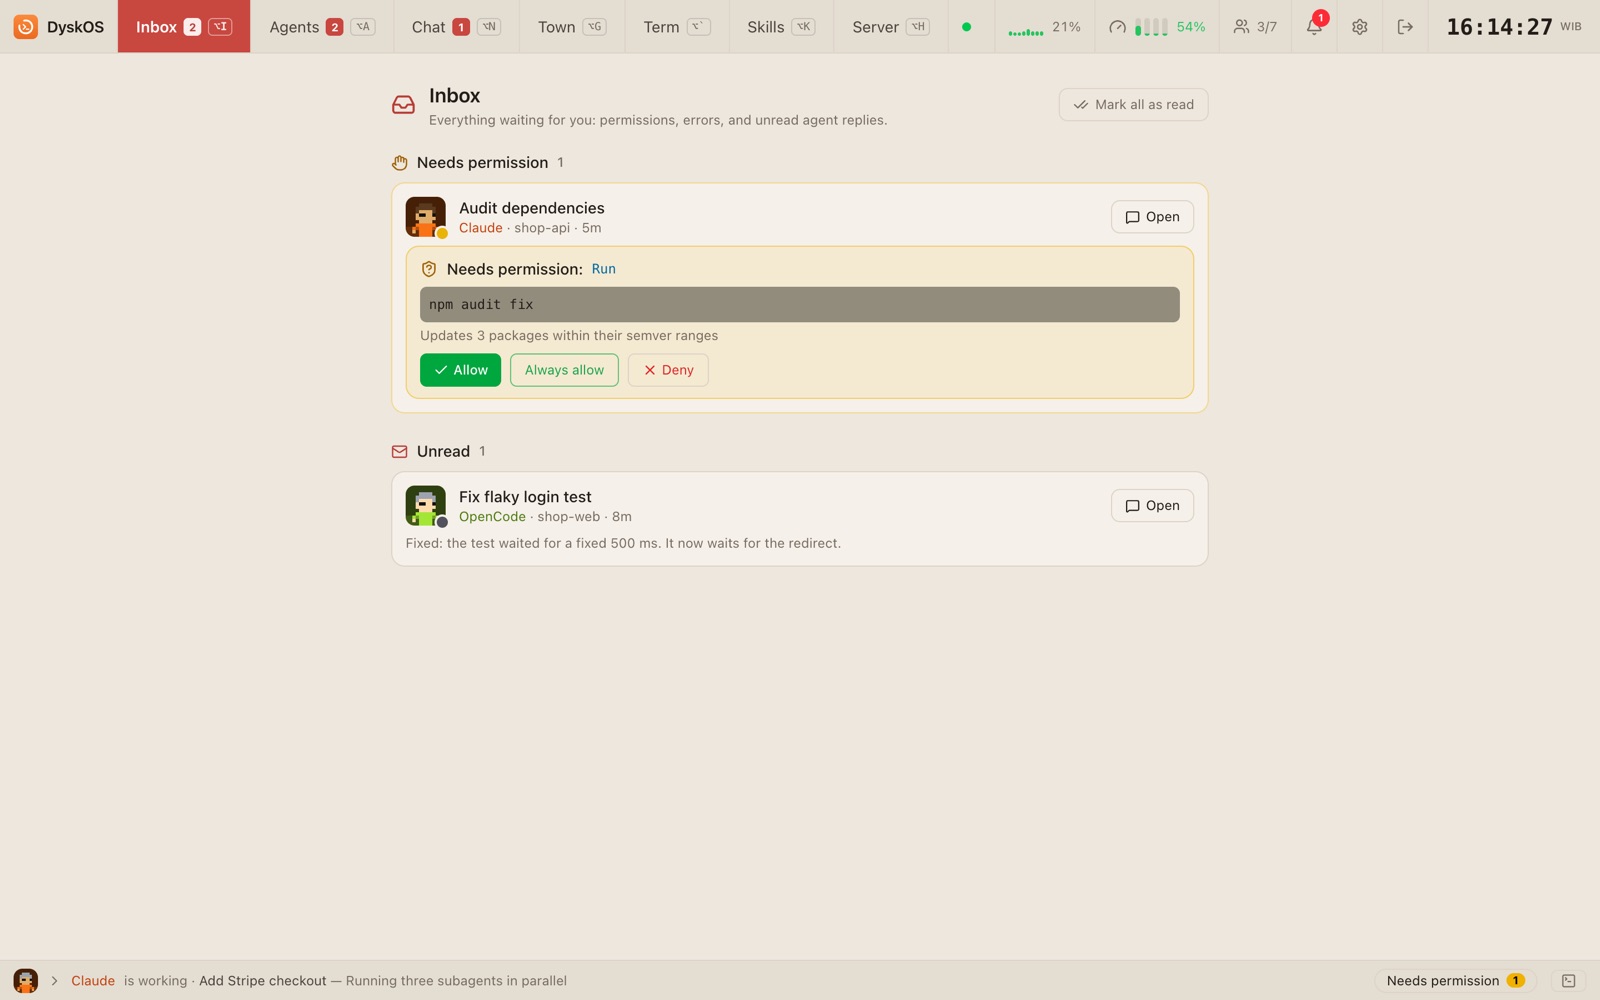 DyskOS Inbox 2 ⌥I Agents 2 ⌥A Chat 1 ⌥N Town ⌥G Term ⌥` Skills ⌥K Server ⌥H 21% 54% 3/7 1 16:14:27 WIB
Inbox
Everything waiting for you: permissions, errors, and unread agent replies.
Mark all as read
Needs permission 1
Audit dependencies
Claude · shop-api · 5m
Open
Needs permission: Run
npm audit fix
Updates 3 packages within their semver ranges
Allow Always allow Deny
Unread 1
Fix flaky login test
OpenCode · shop-web · 8m
Open
Fixed: the test waited for a fixed 500 ms. It now waits for the redirect.
Claude is working · Add Stripe checkout — Running three subagents in parallel
Needs permission 1